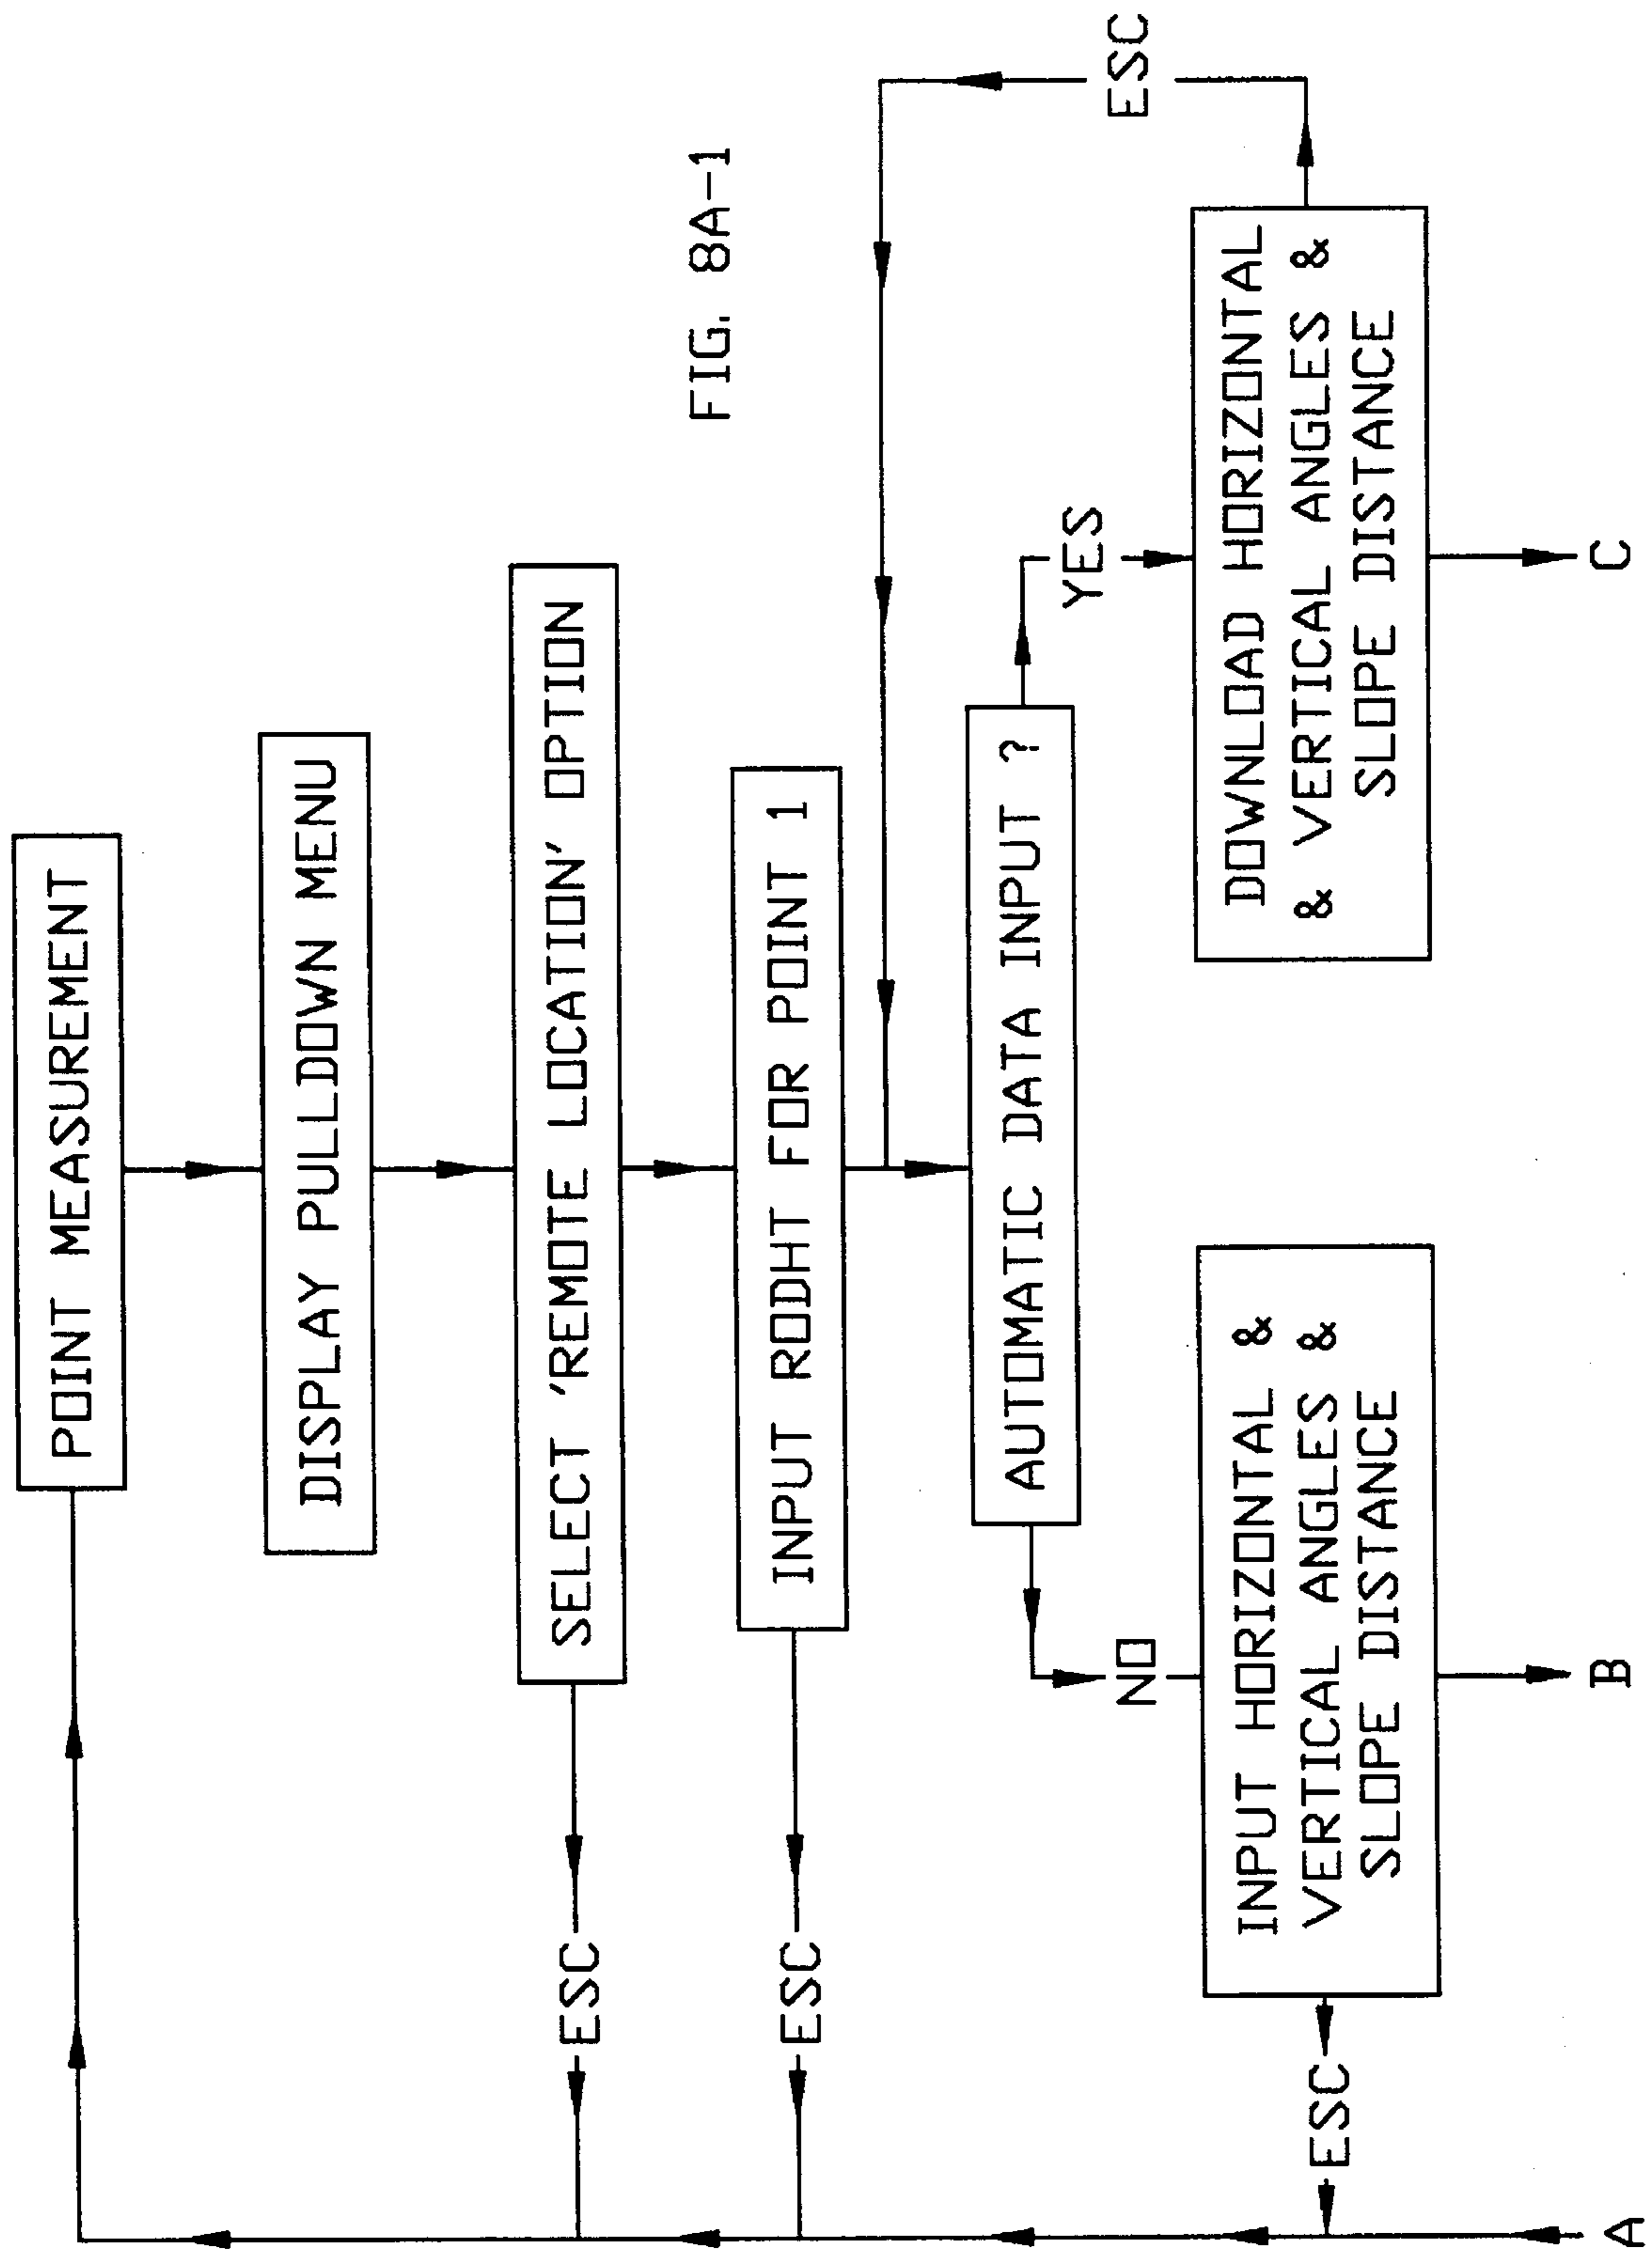 POINT MEASUREMENT
DISPLAY PULLDOWN MENU
SELECT 'REMOTE LOCATION' OPTION
ESC
FIG. 8A-1
INPUT RODHT FOR POINT 1
ESC
AUTOMATIC DATA INPUT ?
NO
YES
ESC
INPUT HORIZONTAL &
VERTICAL ANGLES &
SLOPE DISTANCE
ESC
DOWNLOAD HORIZONTAL
& VERTICAL ANGLES &
SLOPE DISTANCE
A
B
C